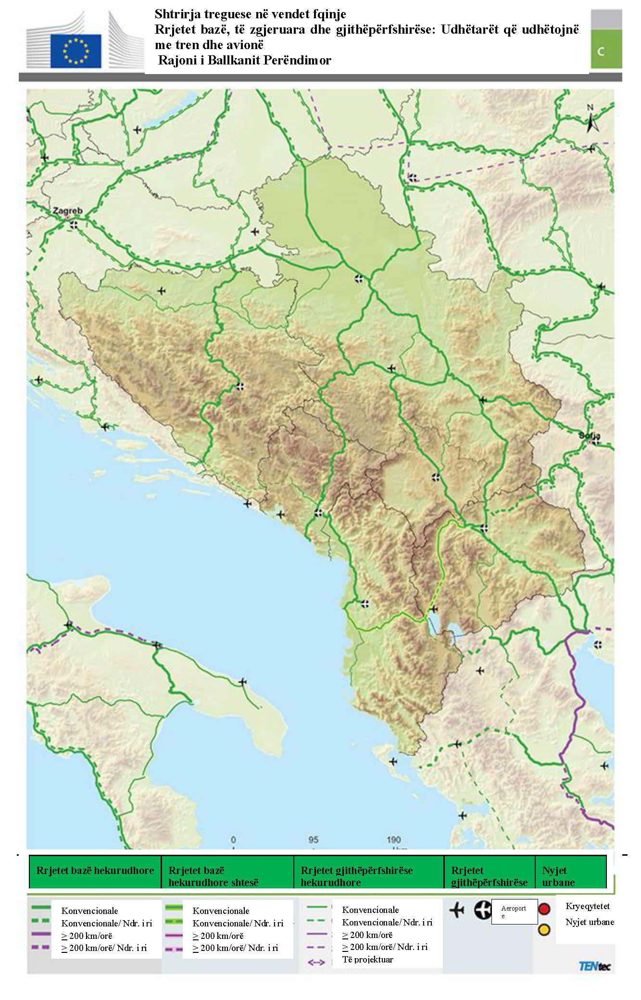 Shtrirja treguese në vendet fqinje
Rrjetet bazë, të zgjeruara dhe gjithëpërfshirëse: Udhëtarët që udhëtojnë
me tren dhe avionë
Rajoni i Ballkanit Perëndimor
C
N
Zagreb
Sofja
0 95 190
Rrjetet bazë hekurudhore
Rrjetet bazë
hekurudhore shtesë
Rrjetet gjithëpërfshirëse
hekurudhore
Rrjetet
gjithëpërfshirëse
Nyjet
urbane
Konvencionale
Konvencionale/ Ndr. i ri
≥ 200 km/orë
≥ 200 km/orë/ Ndr. i ri
Konvencionale
Konvencionale/ Ndr. i ri
≥ 200 km/orë
≥ 200 km/orë/ Ndr. i ri
Konvencionale
Konvencionale/ Ndr. i ri
≥ 200 km/orë
≥ 200 km/orë/ Ndr. i ri
Të projektuar
Aeroport
e
Kryeqytetet
Nyjet urbane
TENtec